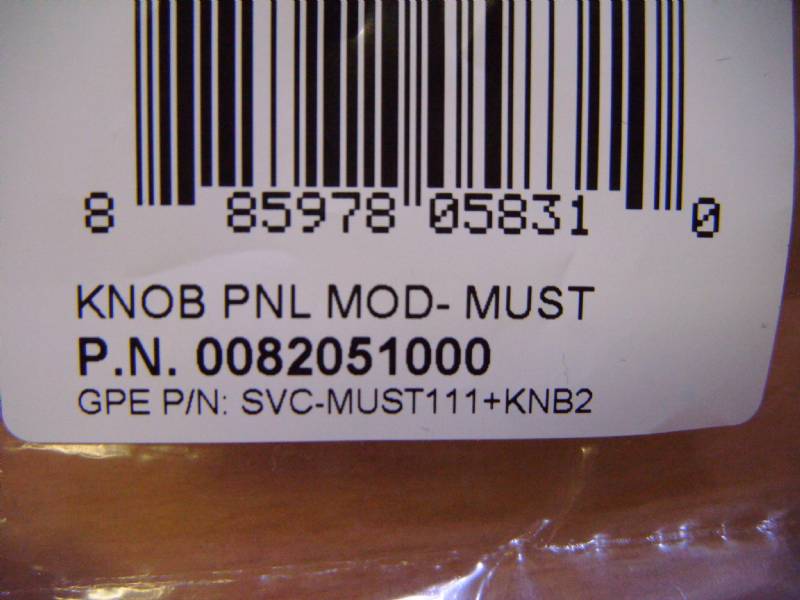 8 85978 05831 0
KNOB PNL MOD- MUST
P.N. 0082051000
GPE P/N: SVC-MUST111+KNB2